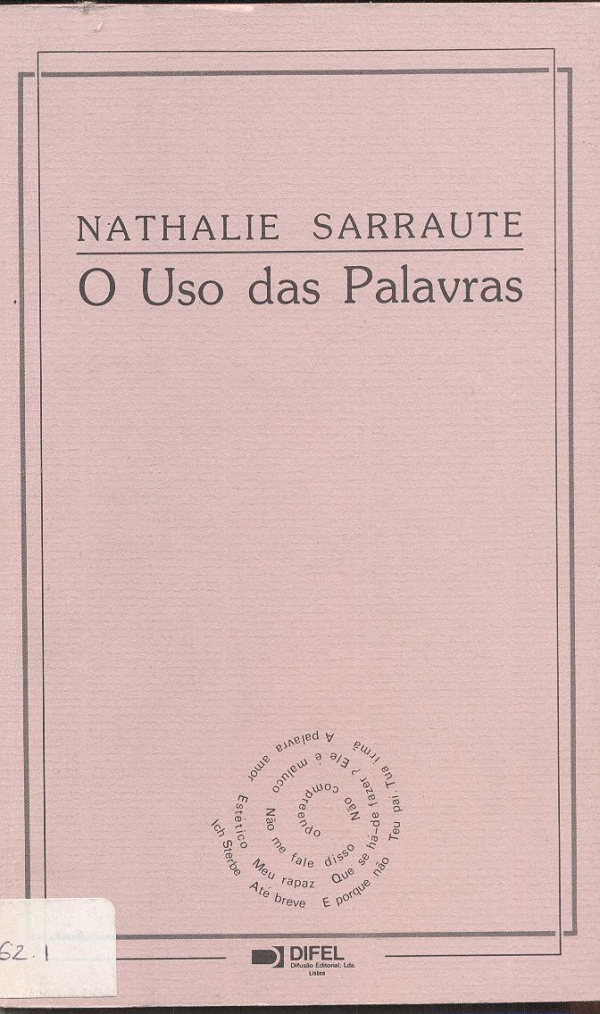 NATHALIE SARRAUTE
O Uso das Palavras
Ich Sterbe Até breve E porque não Teu pai. Tua irmã A palavra amor Estético Meu rapaz Que se há-de fazer? Ele é maluco Não me fale disso Não compreendo
62.1
DIFEL
Difusão Editorial, Lda.
Lisboa